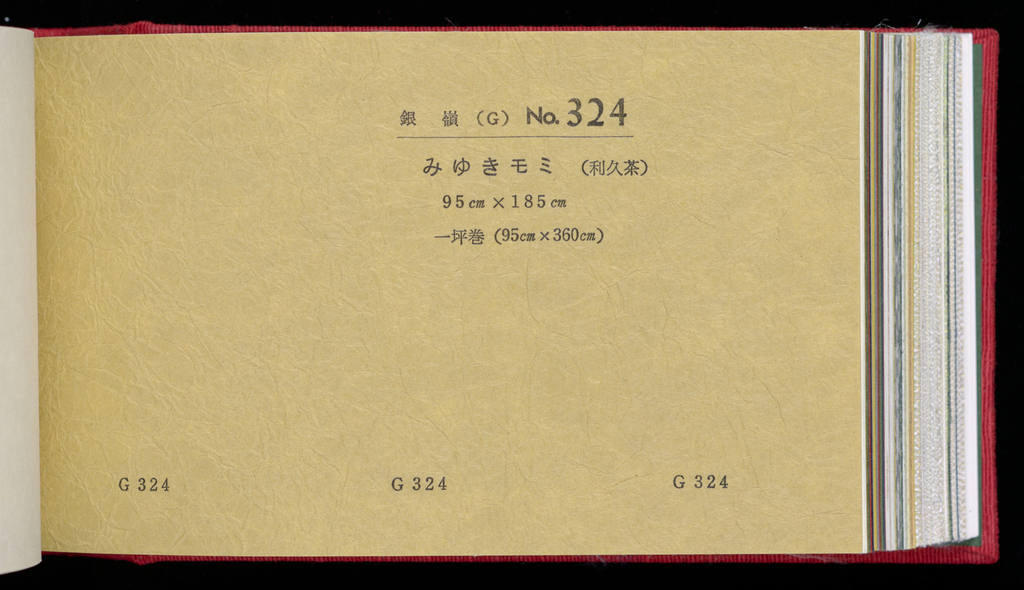 銀嶺（G）No.324
みゆきモミ（利久茶）
95cm×185cm
一坪巻（95cm×360cm）
G 324 G 324 G 324